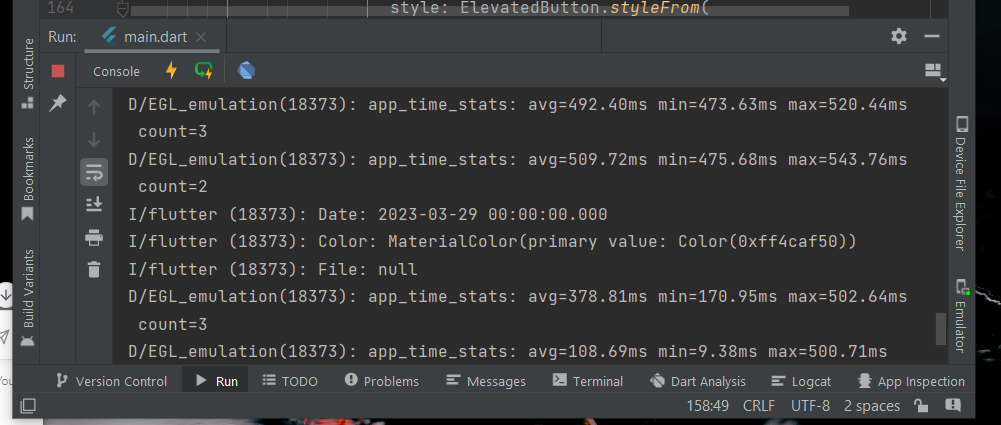 164
style: ElevatedButton.styleFrom(
Run:
main.dart
Console
Structure
Bookmarks
Build Variants
D/EGL_emulation(18373): app_time_stats: avg=492.40ms min=473.63ms max=520.44ms
count=3
D/EGL_emulation(18373): app_time_stats: avg=509.72ms min=475.68ms max=543.76ms
count=2
I/flutter (18373): Date: 2023-03-29 00:00:00.000
I/flutter (18373): Color: MaterialColor(primary value: Color(0xff4caf50))
I/flutter (18373): File: null
D/EGL_emulation(18373): app_time_stats: avg=378.81ms min=170.95ms max=502.64ms
count=3
D/EGL_emulation(18373): app_time_stats: avg=108.69ms min=9.38ms max=500.71ms
Device File Explorer
Emulator
Version Control
Run
TODO
Problems
Messages
Terminal
Dart Analysis
Logcat
App Inspection
158:49
CRLF
UTF-8
2 spaces